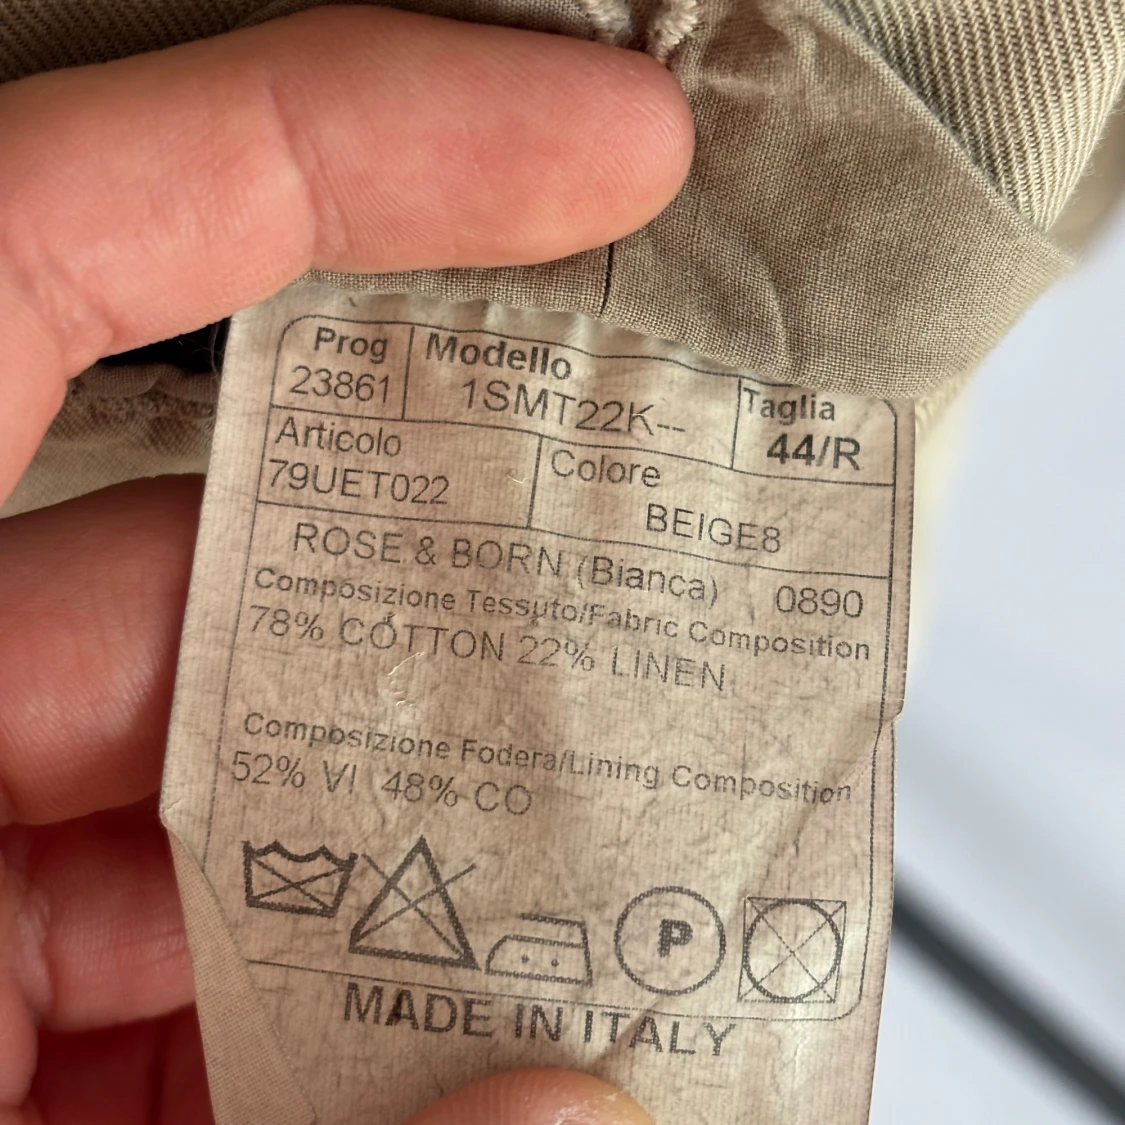 Prog Modello Taglia
23861 1SMT22K-- 44/R
Articolo Colore
79UET022 BEIGE8
ROSE & BORN (Bianca) 0890
Composizione Tessuto/Fabric Composition
78% COTTON 22% LINEN
Composizione Fodera/Lining Composition
52% VI 48% CO
P
MADE IN ITALY